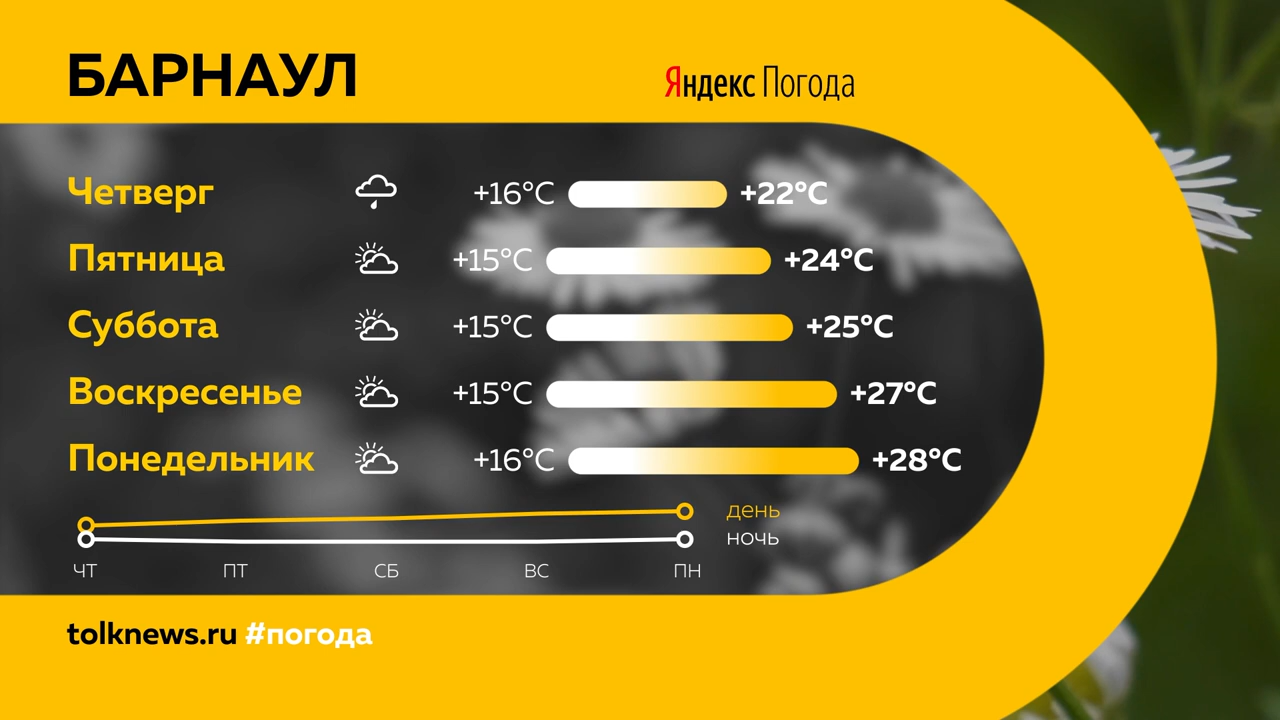 БАРНАУЛ
Яндекс Погода
Четверг +16°C +22°C
Пятница +15°C +24°C
Суббота +15°C +25°C
Воскресенье +15°C +27°C
Понедельник +16°C +28°C
день
ночь
ЧТ ПТ СБ ВС ПН
tolknews.ru #погода